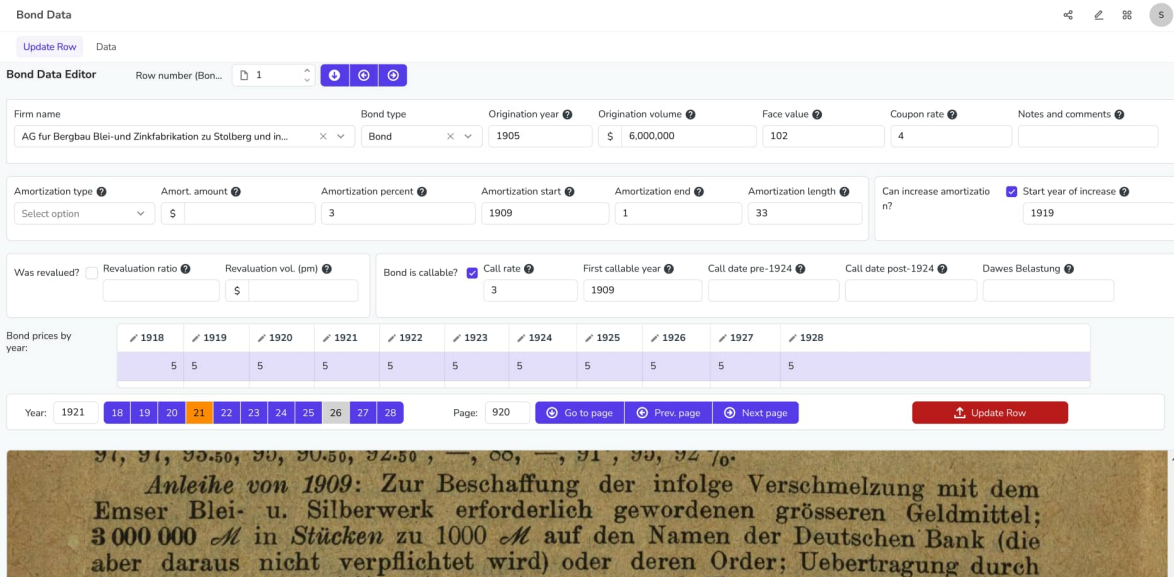 Bond Data
S
Update Row Data
Bond Data Editor Row number (Bon... 1
Firm name Bond type Origination year Origination volume Face value Coupon rate Notes and comments
AG fur Bergbau Blei-und Zinkfabrikation zu Stolberg und in... Bond 1905 $ 6,000,000 102 4
Amortization type Amort. amount Amortization percent Amortization start Amortization end Amortization length Can increase amortizatio Start year of increase
n?
Select option $ 3 1909 1 33 1919
Was revalued? Revaluation ratio Revaluation vol. (pm) Bond is callable? Call rate First callable year Call date pre-1924 Call date post-1924 Dawes Belastung
$ 3 1909
Bond prices by
year:
1918 1919 1920 1921 1922 1923 1924 1925 1926 1927 1928
5 5 5 5 5 5 5 5 5 5 5
Year: 1921 18 19 20 21 22 23 24 25 26 27 28 Page: 920 Go to page Prev. page Next page Update Row
97, 97, 93.50, 95, 90.50, 92.50, —, —, 91, 95, 92 %.
Anleihe von 1909: Zur Beschaffung der infolge Verschmelzung mit dem
Emser Blei- u. Silberwerk erforderlich gewordenen grösseren Geldmittel;
3 000 000 ℳ in Stücken zu 1000 ℳ auf den Namen der Deutschen Bank (die
aber daraus nicht verpflichtet wird) oder deren Order; Uebertragung durch